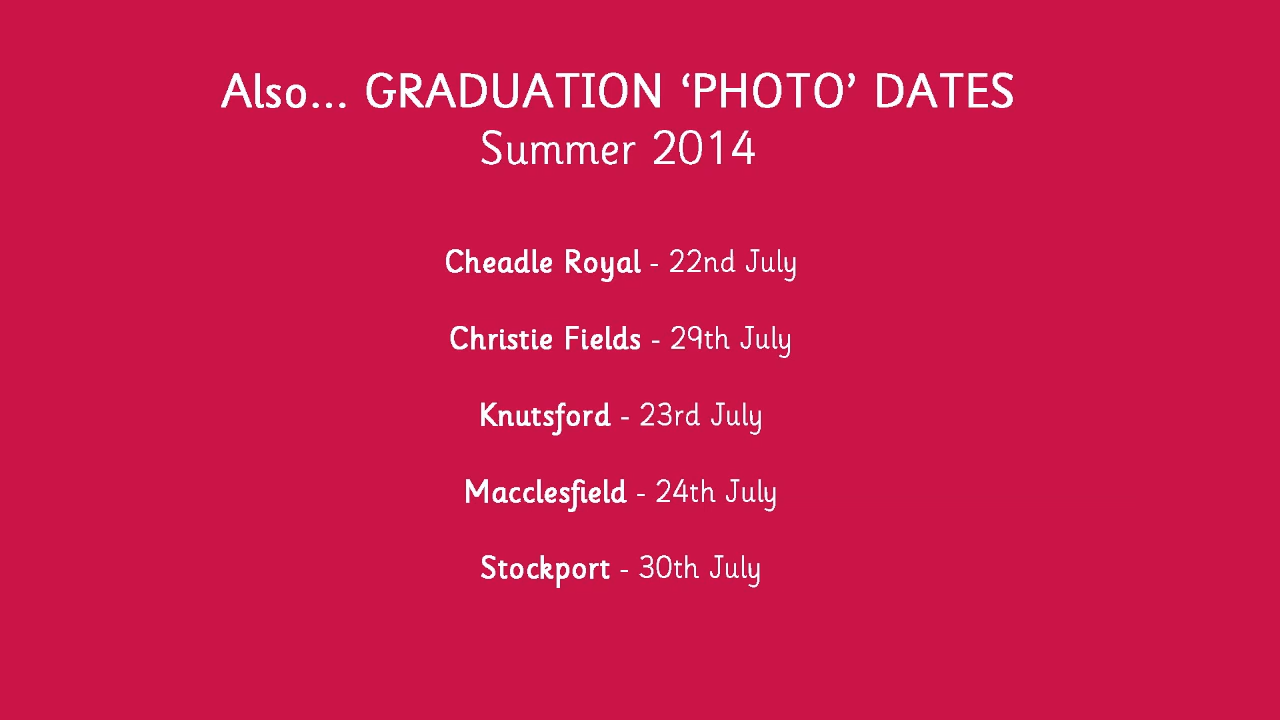 Also... GRADUATION ‘PHOTO’ DATES
Summer 2014
Cheadle Royal - 22nd July
Christie Fields - 29th July
Knutsford - 23rd July
Macclesfield - 24th July
Stockport - 30th July